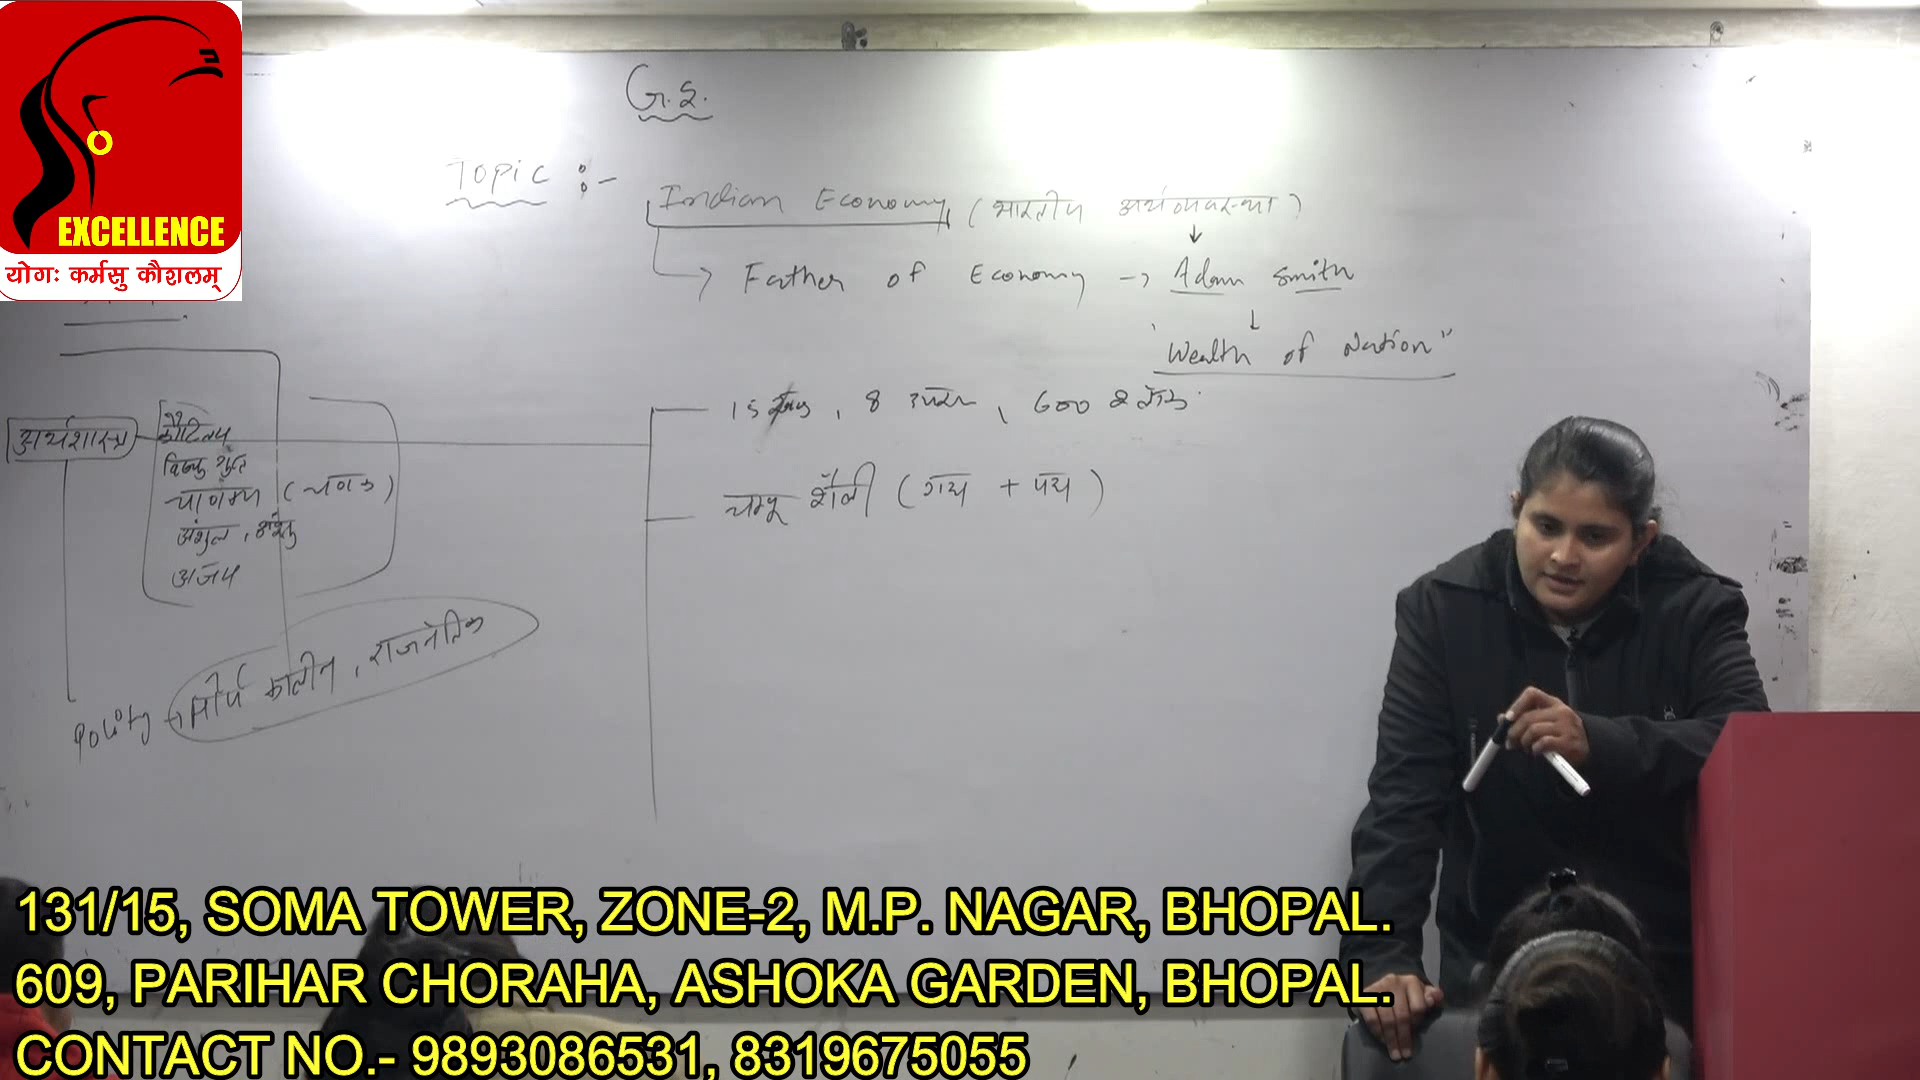 EXCELLENCE
योगः कर्मसु कौशलम्
G.S.
Topic :-
Indian Economy (भारतीय अर्थव्यवस्था)
Father of Economy → Adam Smith
"Wealth of Nation"
15, 8, 600
अर्थशास्त्र
कौटिल्य
विष्णु गुप्त
चाणक्य (चणक)
चम्पू शैली (गद्य + पद्य)
Polity → मौर्य कालीन, राजनैतिक
131/15, SOMA TOWER, ZONE-2, M.P. NAGAR, BHOPAL.
609, PARIHAR CHORAHA, ASHOKA GARDEN, BHOPAL.
CONTACT NO.- 9893086531, 8319675055